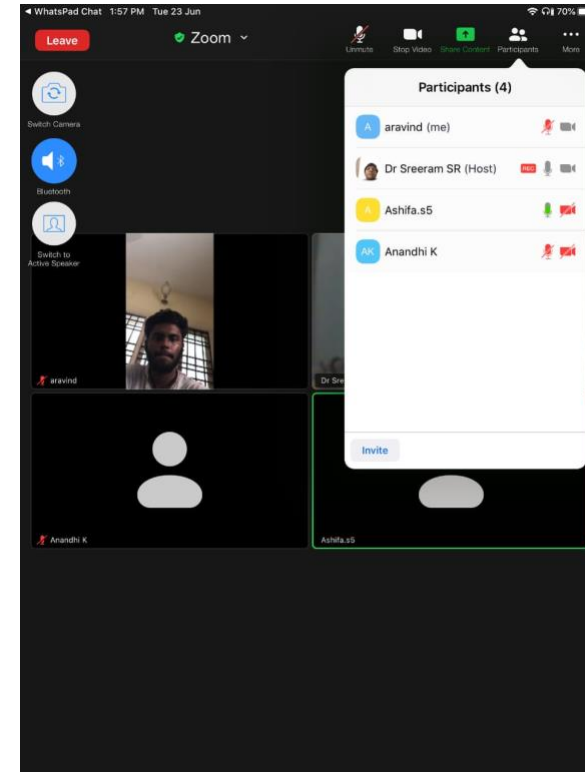 WhatsPad Chat 1:57 PM Tue 23 Jun 70%
Leave Zoom
Unmute Stop Video Share Content Participants More
Participants (4)
Switch Camera
A aravind (me)
Dr Sreeram SR (Host) REC
Bluetooth
A Ashifa.s5
Switch to
Active Speaker
AK Anandhi K
aravind
Dr Sre
Invite
Anandhi K
Ashifa.s5